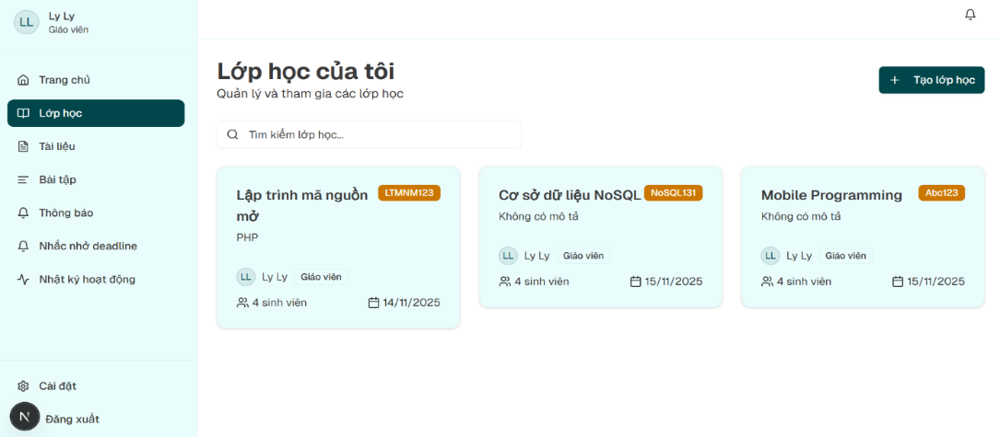 LL
Ly Ly
Giáo viên
Trang chủ
Lớp học
Tài liệu
Bài tập
Thông báo
Nhắc nhở deadline
Nhật ký hoạt động
Cài đặt
N
Đăng xuất
Lớp học của tôi
Quản lý và tham gia các lớp học
+ Tạo lớp học
Tìm kiếm lớp học...
Lập trình mã nguồn LTMNM123
mở
PHP
LL Ly Ly Giáo viên
4 sinh viên 14/11/2025
Cơ sở dữ liệu NoSQL NoSQL131
Không có mô tả
LL Ly Ly Giáo viên
4 sinh viên 15/11/2025
Mobile Programming Abc123
Không có mô tả
LL Ly Ly Giáo viên
4 sinh viên 15/11/2025